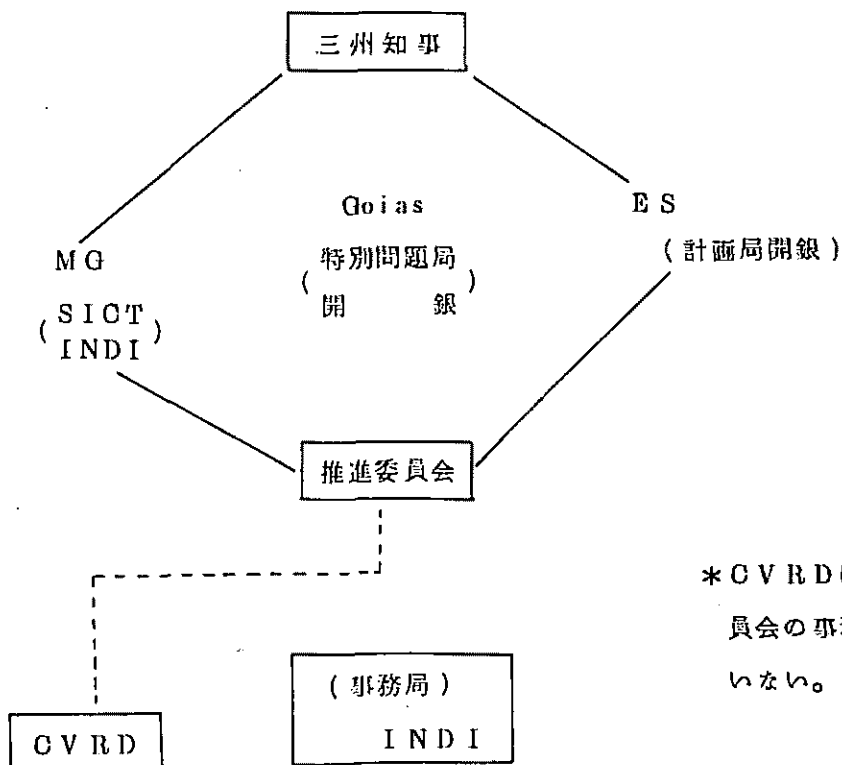 三州知事
Goias
ES
(特別問題局
開　　銀)
(計画局開銀)
MG
(SICT
INDI)
推進委員会
*CVRD
員会の事
いない。
(事務局)
INDI
CVRD